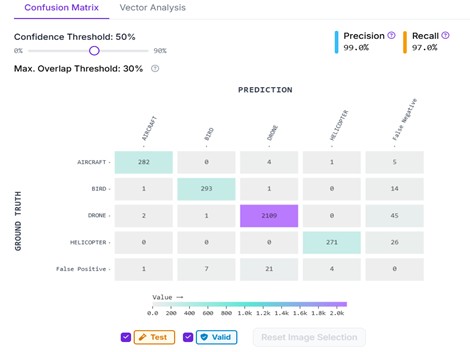 Confusion Matrix Vector Analysis
Confidence Threshold: 50%
0% 90%
Precision ? Recall ?
99.0% 97.0%
Max. Overlap Threshold: 30% ?
PREDICTION
AIRCRAFT BIRD DRONE HELICOPTER False Negative
GROUND TRUTH
AIRCRAFT 282 0 4 1 5
BIRD 1 293 1 0 14
DRONE 2 1 2109 0 45
HELICOPTER 0 0 0 271 26
False Positive 1 7 21 4 0
Value →
0.0 200 400 600 800 1.0k 1.2k 1.4k 1.6k 1.8k 2.0k
Test Valid Reset Image Selection